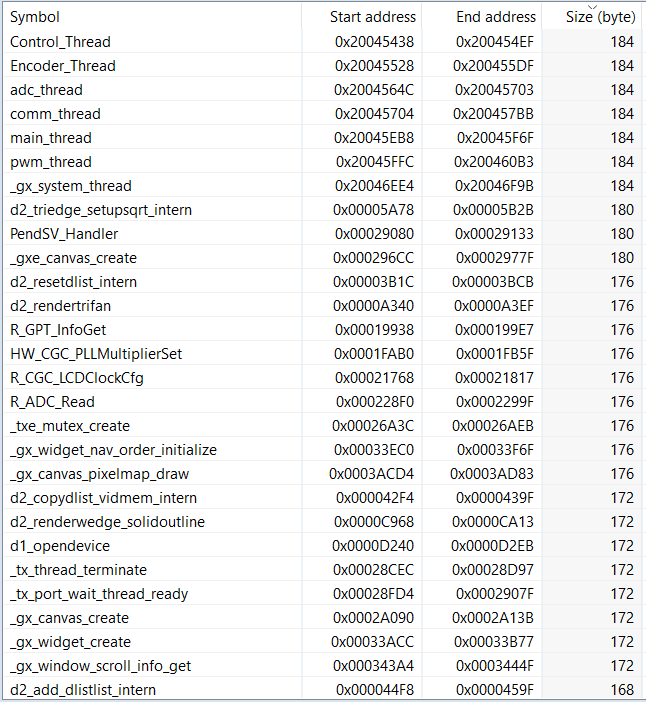 Symbol Start address End address Size (byte)
Control_Thread 0x20045438 0x200454EF 184
Encoder_Thread 0x20045528 0x200455DF 184
adc_thread 0x2004564C 0x20045703 184
comm_thread 0x20045704 0x200457BB 184
main_thread 0x20045EB8 0x20045F6F 184
pwm_thread 0x20045FFC 0x200460B3 184
_gx_system_thread 0x20046EE4 0x20046F9B 184
d2_triedge_setupsqrt_intern 0x00005A78 0x00005B2B 180
PendSV_Handler 0x00029080 0x00029133 180
_gxe_canvas_create 0x000296CC 0x0002977F 180
d2_resetdlist_intern 0x00003B1C 0x00003BCB 176
d2_rendertrifan 0x0000A340 0x0000A3EF 176
R_GPT_InfoGet 0x00019938 0x000199E7 176
HW_CGC_PLLMultiplierSet 0x0001FAB0 0x0001FB5F 176
R_CGC_LCDClockCfg 0x00021768 0x00021817 176
R_ADC_Read 0x000228F0 0x0002299F 176
_txe_mutex_create 0x00026A3C 0x00026AEB 176
_gx_widget_nav_order_initialize 0x00033EC0 0x00033F6F 176
_gx_canvas_pixelmap_draw 0x0003ACD4 0x0003AD83 176
d2_copydlist_vidmem_intern 0x000042F4 0x0000439F 172
d2_renderwedge_solidoutline 0x0000C968 0x0000CA13 172
d1_opendevice 0x0000D240 0x0000D2EB 172
_tx_thread_terminate 0x00028CEC 0x00028D97 172
_tx_port_wait_thread_ready 0x00028FD4 0x0002907F 172
_gx_canvas_create 0x0002A090 0x0002A13B 172
_gx_widget_create 0x00033ACC 0x00033B77 172
_gx_window_scroll_info_get 0x000343A4 0x0003444F 172
d2_add_dlistlist_intern 0x000044F8 0x0000459F 168